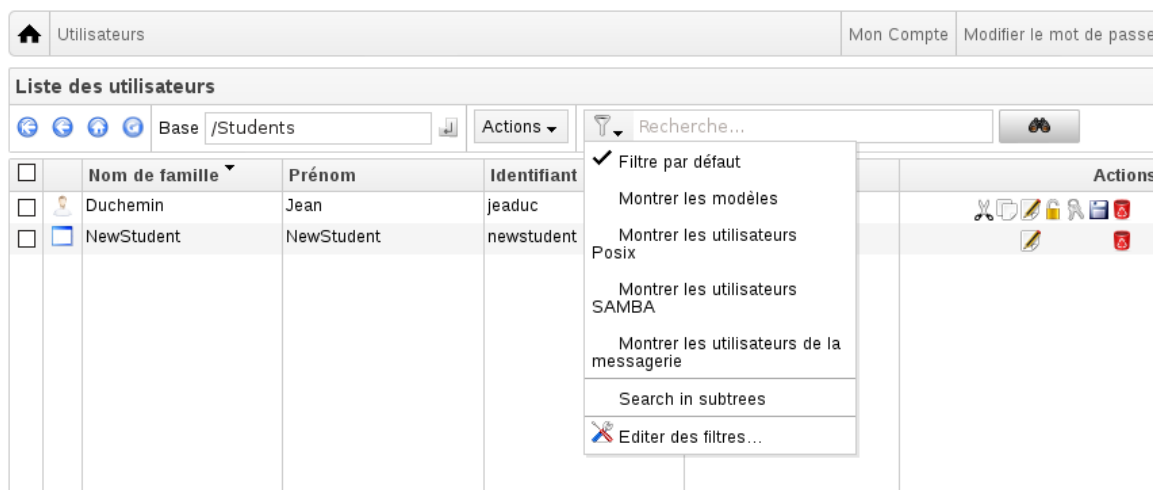 Utilisateurs
Mon Compte
Modifier le mot de passe
Liste des utilisateurs
Base
/Students
Actions
Recherche...
Filtre par défaut
Montrer les modèles
Montrer les utilisateurs
Posix
Montrer les utilisateurs
SAMBA
Montrer les utilisateurs de la
messagerie
Search in subtrees
Editer des filtres...
Nom de famille
Prénom
Identifiant
Actions
Duchemin
Jean
jeaduc
NewStudent
NewStudent
newstudent